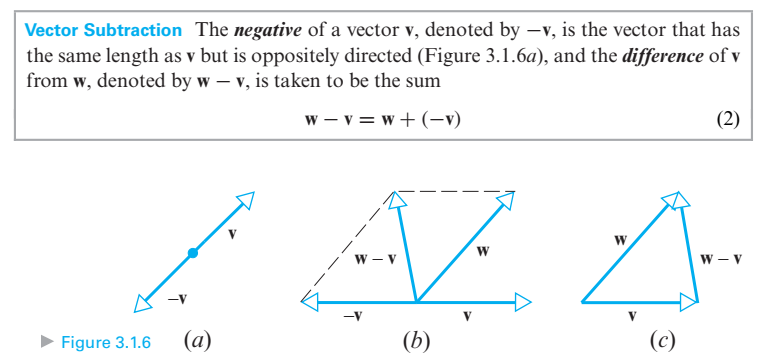 Vector Subtraction The negative of a vector v, denoted by −v, is the vector that has
the same length as v but is oppositely directed (Figure 3.1.6a), and the difference of v
from w, denoted by w − v, is taken to be the sum
w − v = w + (−v) (2)
v
−v
w − v
w
−v
v
w
w − v
v
▶ Figure 3.1.6 (a) (b) (c)